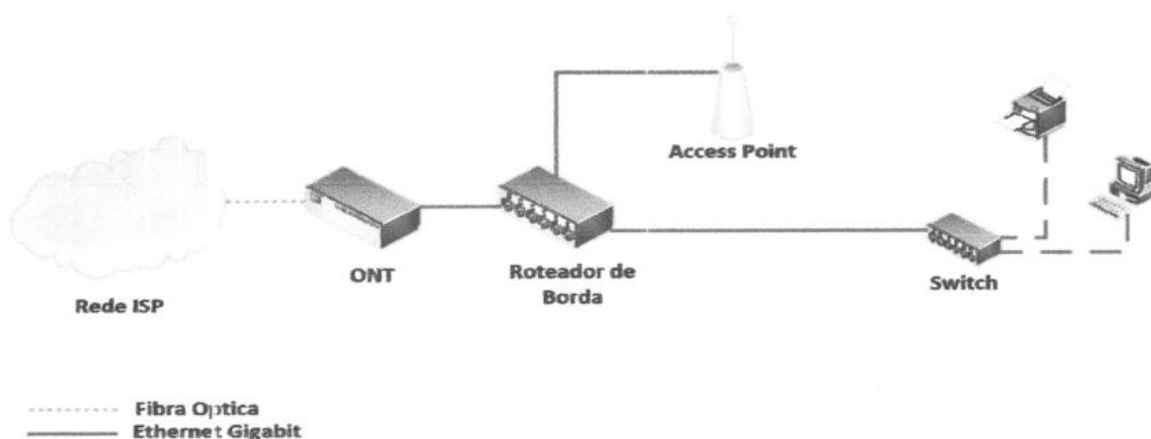 Access Point
ONT
Roteador de
Borda
Switch
Rede ISP
Fibra Optica
Ethernet Gigabit